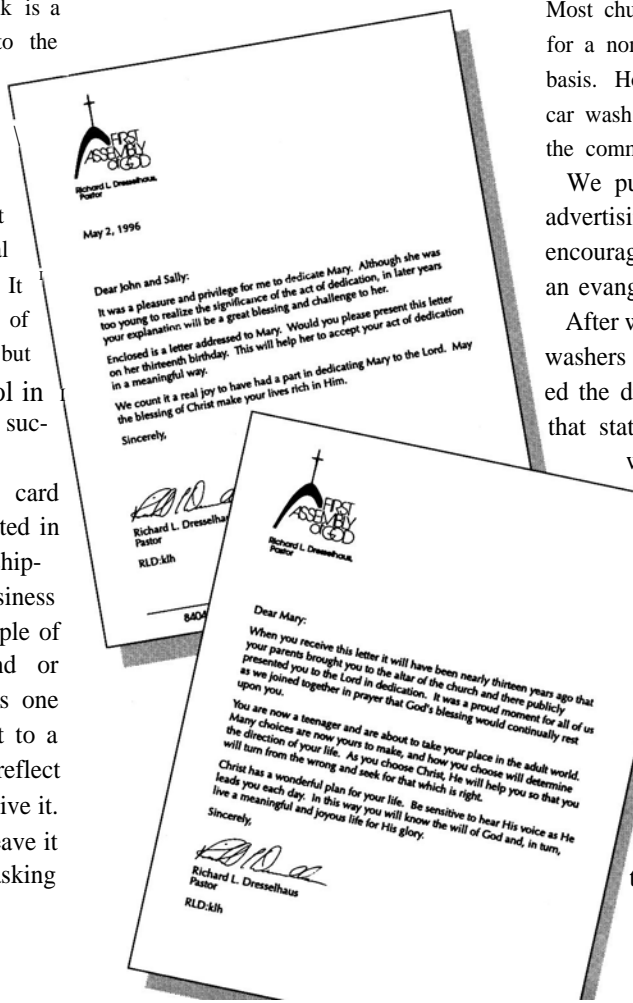 k is a
to the
t
al
It
of
but
ol in
suc-
card
ted in
hip-
siness
ple of
nd or
s one
t to a
reflect
ive it.
eave it
asking
FIRST
ASSEMBLY
of GOD
Richard L. Dresselhaus,
Pastor
May 2, 1996
Dear John and Sally:
It was a pleasure and privilege for me to dedicate Mary. Although she was
too young to realize the significance of the act of dedication, in later years
your explanation will be a great blessing and challenge to her.
Enclosed is a letter addressed to Mary. Would you please present this letter
on her thirteenth birthday. This will help her to accept your act of dedication
in a meaningful way.
We count it a real joy to have had a part in dedicating Mary to the Lord. May
the blessing of Christ make your lives rich in Him.
Sincerely,
Richard L. Dresselhau
Pastor
RLD:klh
8404
FIRST
ASSEMBLY
of GOD
Richard L. Dresselhaus,
Pastor
Dear Mary:
When you receive this letter it will have been nearly thirteen years ago that
your parents brought you to the altar of the church and there publicly
presented you to the Lord in dedication. It was a proud moment for all of us
as we joined together in prayer that God's blessing would continually rest
upon you.
You are now a teenager and are about to take your place in the adult world.
Many choices are now yours to make, and how you choose will determine
the direction of your life. As you choose Christ, He will help you so that you
will turn from the wrong and seek for that which is right.
Christ has a wonderful plan for your life. Be sensitive to hear His voice as He
leads you each day. In this way you will know the will of God and, in turn,
live a meaningful and joyous life for His glory.
Sincerely,
Richard L. Dresselhaus
Pastor
RLD:klh
Most chu
for a non
basis. Ho
car wash
the comm
We pu
advertisi
encourag
an evang
After w
washers
ed the d
that stat
w
t